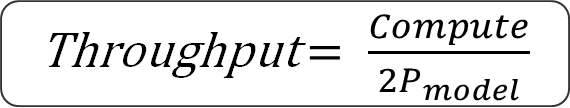 Throughput = Compute / 2P_model